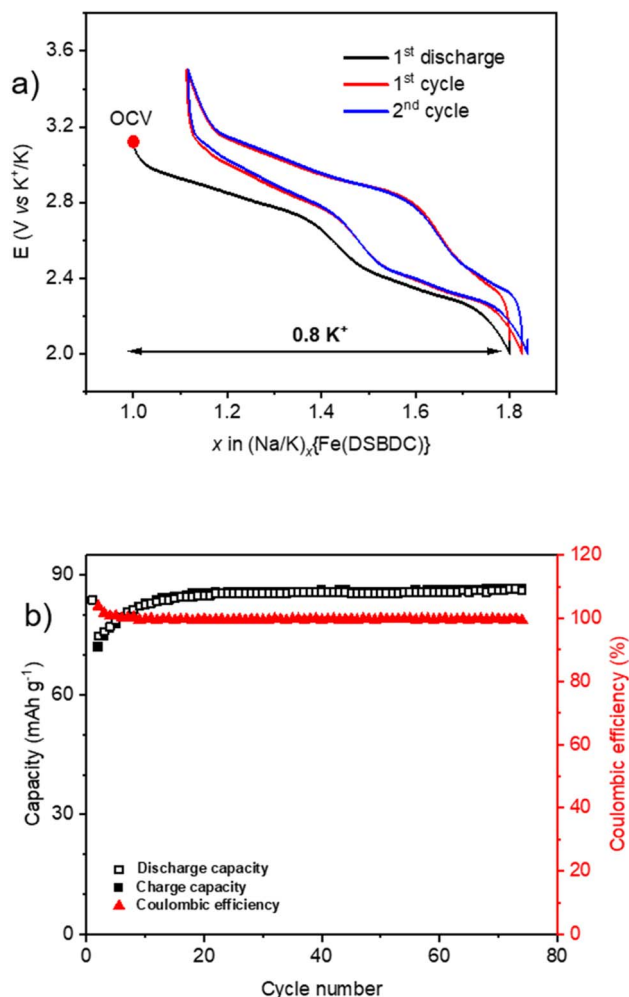 a)
E (V vs K⁺/K)
3.6
3.2
2.8
2.4
2.0
OCV
1ˢᵗ discharge
1ˢᵗ cycle
2ⁿᵈ cycle
0.8 K⁺
1.0 1.2 1.4 1.6 1.8
x in (Na/K)ₓ{Fe(DSBDC)}
b)
Capacity (mAh g⁻¹)
90
60
30
0
Discharge capacity
Charge capacity
Coulombic efficiency
120
100
80
60
40
20
0
Coulombic efficiency (%)
0 20 40 60 80
Cycle number